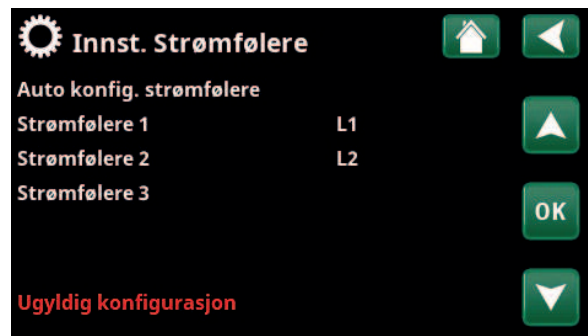 Innst. Strømfølere
Auto konfig. strømfølere
Strømfølere 1 L1
Strømfølere 2 L2
Strømfølere 3
OK
Ugyldig konfigurasjon